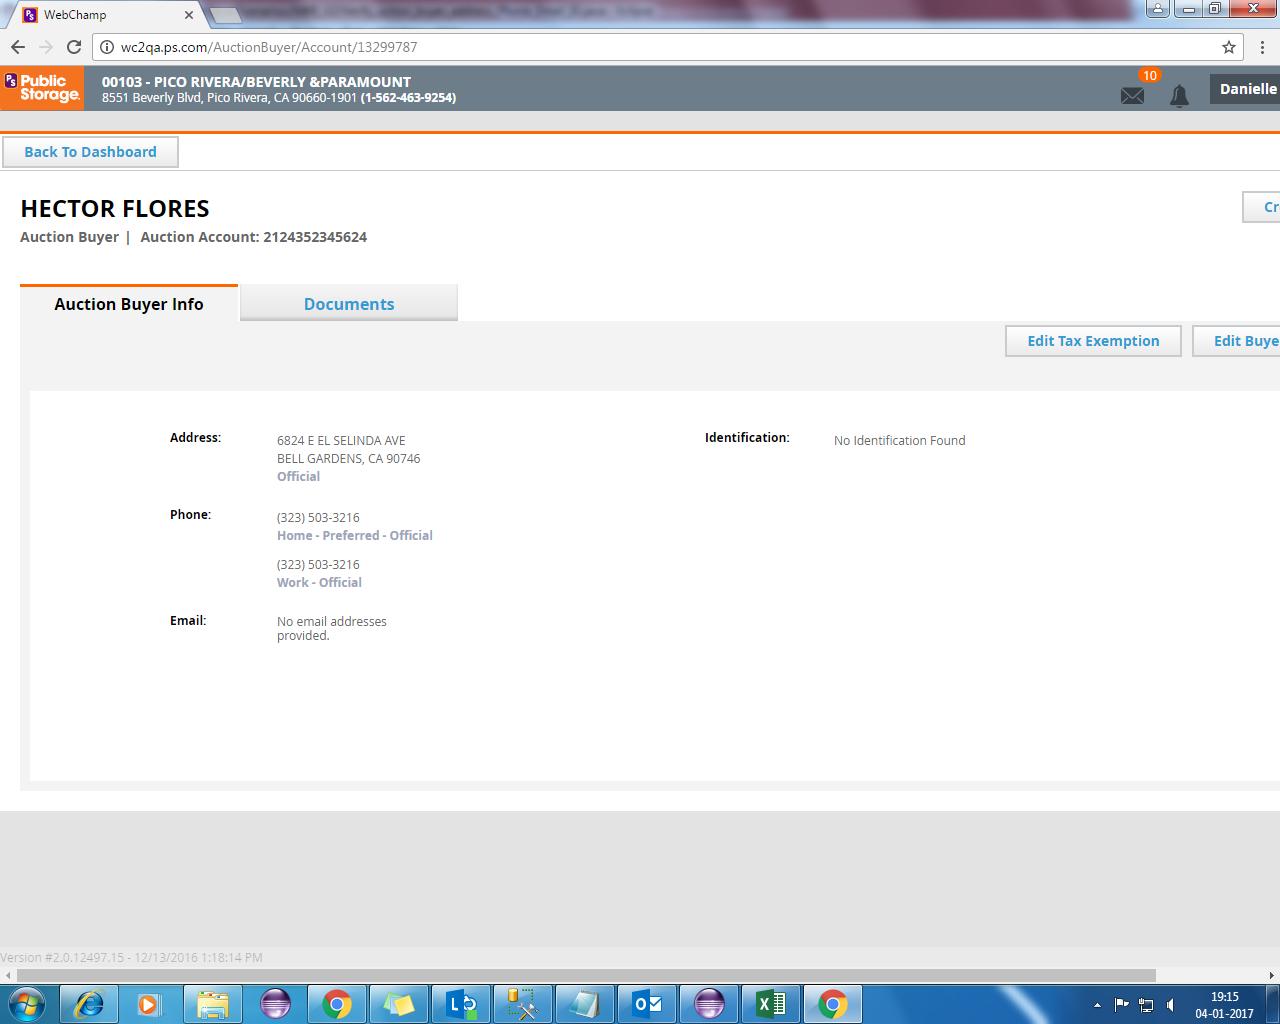 WebChamp
wc2qa.ps.com/AuctionBuyer/Account/13299787
PS Public Storage.
00103 - PICO RIVERA/BEVERLY &PARAMOUNT
8551 Beverly Blvd, Pico Rivera, CA 90660-1901 (1-562-463-9254)
10
Danielle
Back To Dashboard
HECTOR FLORES
Cr
Auction Buyer | Auction Account: 2124352345624
Auction Buyer Info
Documents
Edit Tax Exemption
Edit Buye
Address:
6824 E EL SELINDA AVE
BELL GARDENS, CA 90746
Official
Identification:
No Identification Found
Phone:
(323) 503-3216
Home - Preferred - Official
(323) 503-3216
Work - Official
Email:
No email addresses
provided.
Version #2.0.12497.15 - 12/13/2016 1:18:14 PM
19:15
04-01-2017